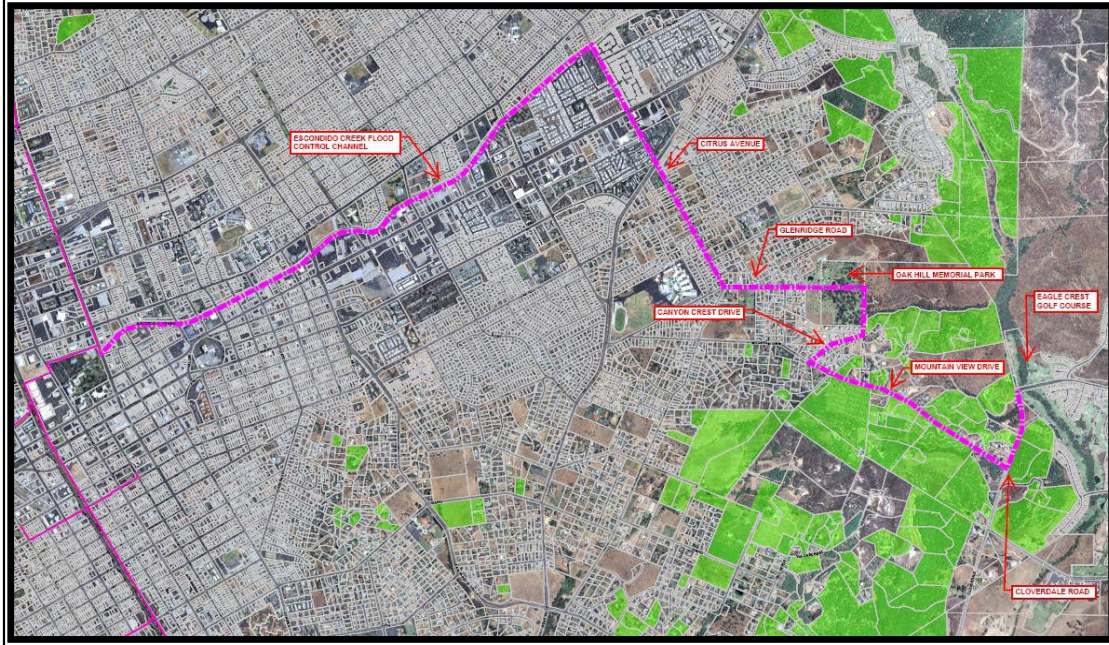 ESCONDIDO CREEK FLOOD
CONTROL CHANNEL
CITRUS AVENUE
GLENRIDGE ROAD
OAK HILL MEMORIAL PARK
EAGLE CREST
GOLF COURSE
CANYON CREST DRIVE
MOUNTAIN VIEW DRIVE
CLOVERDALE ROAD